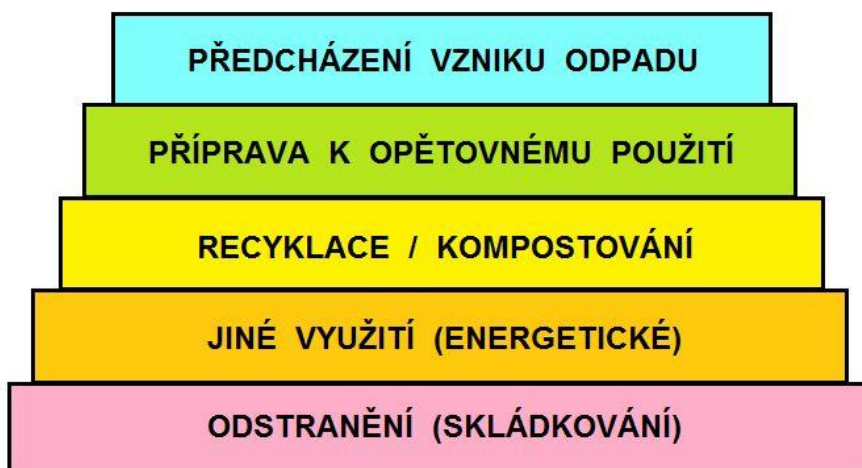 PŘEDCHÁZENÍ VZNIKU ODPADU
PŘÍPRAVA K OPĚTOVNÉMU POUŽITÍ
RECYKLACE / KOMPOSTOVÁNÍ
JINÉ VYUŽITÍ (ENERGETICKÉ)
ODSTRANĚNÍ (SKLÁDKOVÁNÍ)